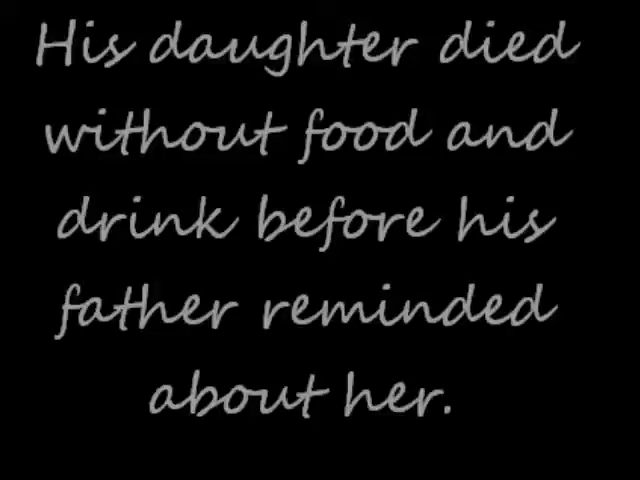 His daughter died
without food and
drink before his
father reminded
about her.